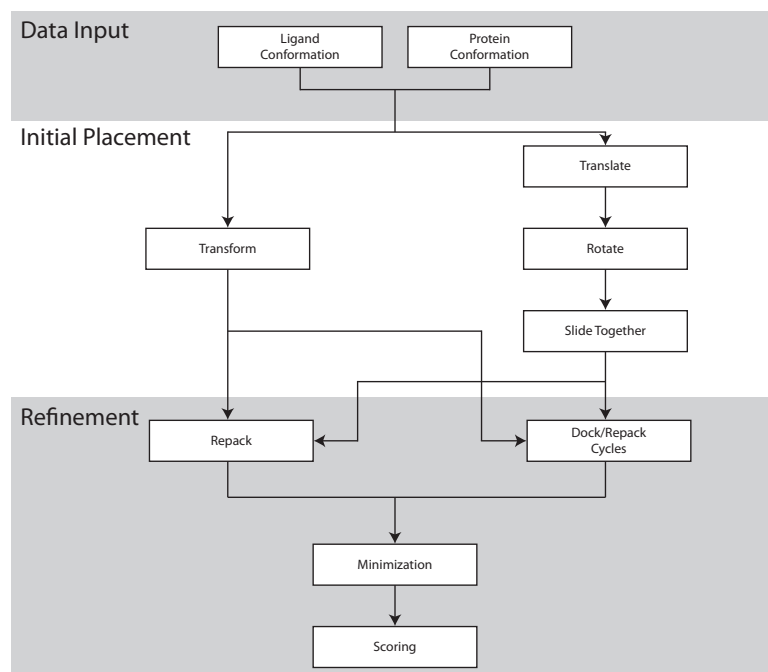 Data Input
Ligand
Conformation
Protein
Conformation
Initial Placement
Translate
Transform
Rotate
Slide Together
Refinement
Repack
Dock/Repack
Cycles
Minimization
Scoring